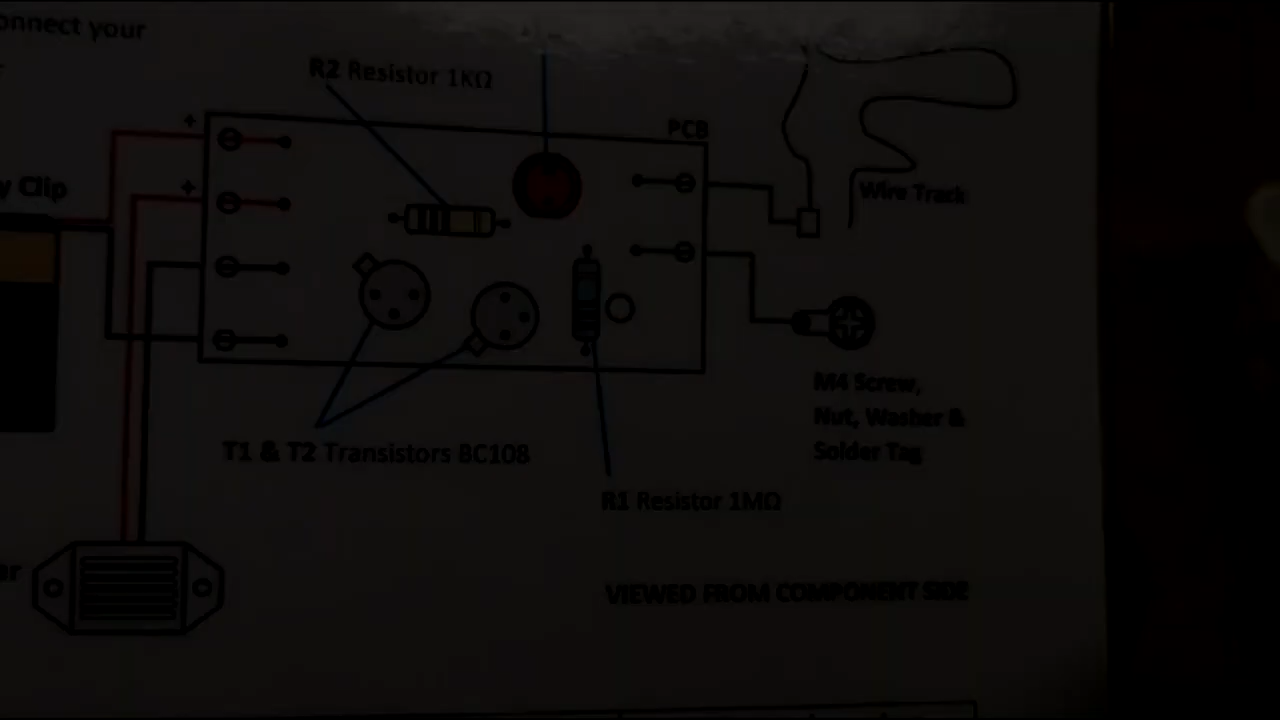 onnect your
R2 Resistor 1KΩ
PCB
+
+
y Clip
Wire Track
M4 Screw,
Nut, Washer &
Solder Tag
T1 & T2 Transistors BC108
R1 Resistor 1MΩ
er
VIEWED FROM COMPONENT SIDE